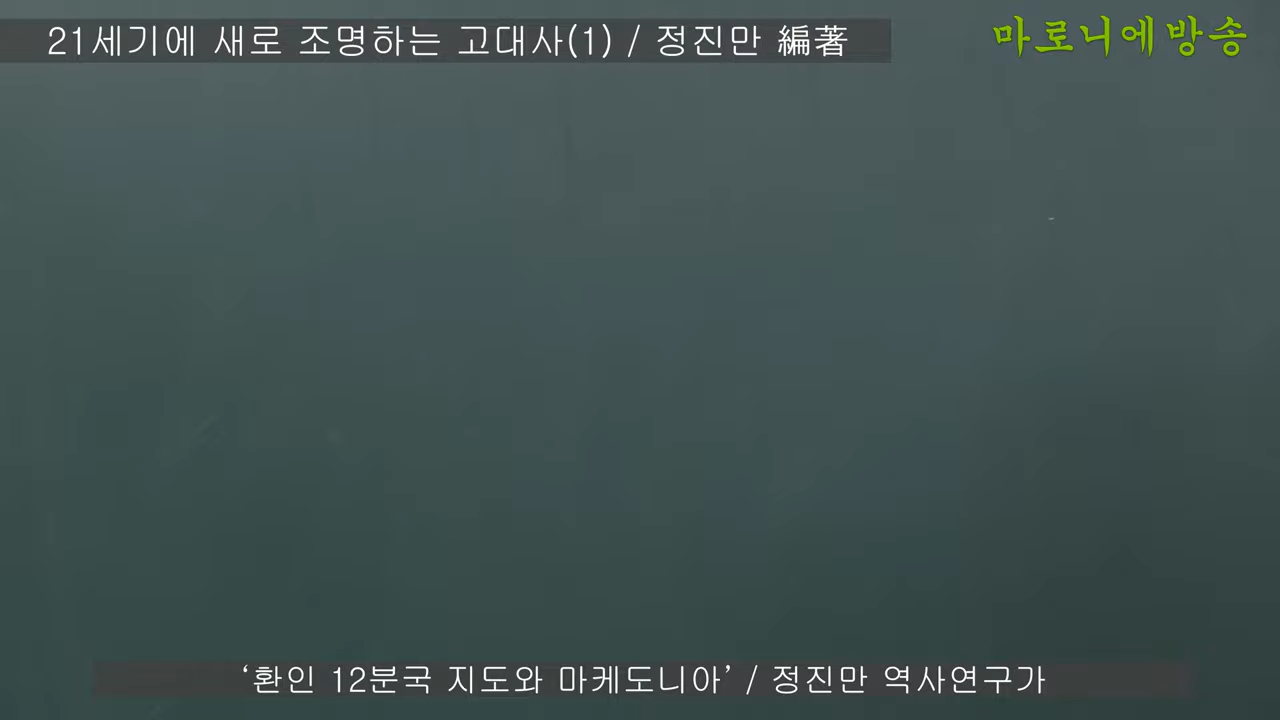 21세기에 새로 조명하는 고대사(1) / 정진만 編著
마로니에방송
‘환인 12분국 지도와 마케도니아’ / 정진만 역사연구가